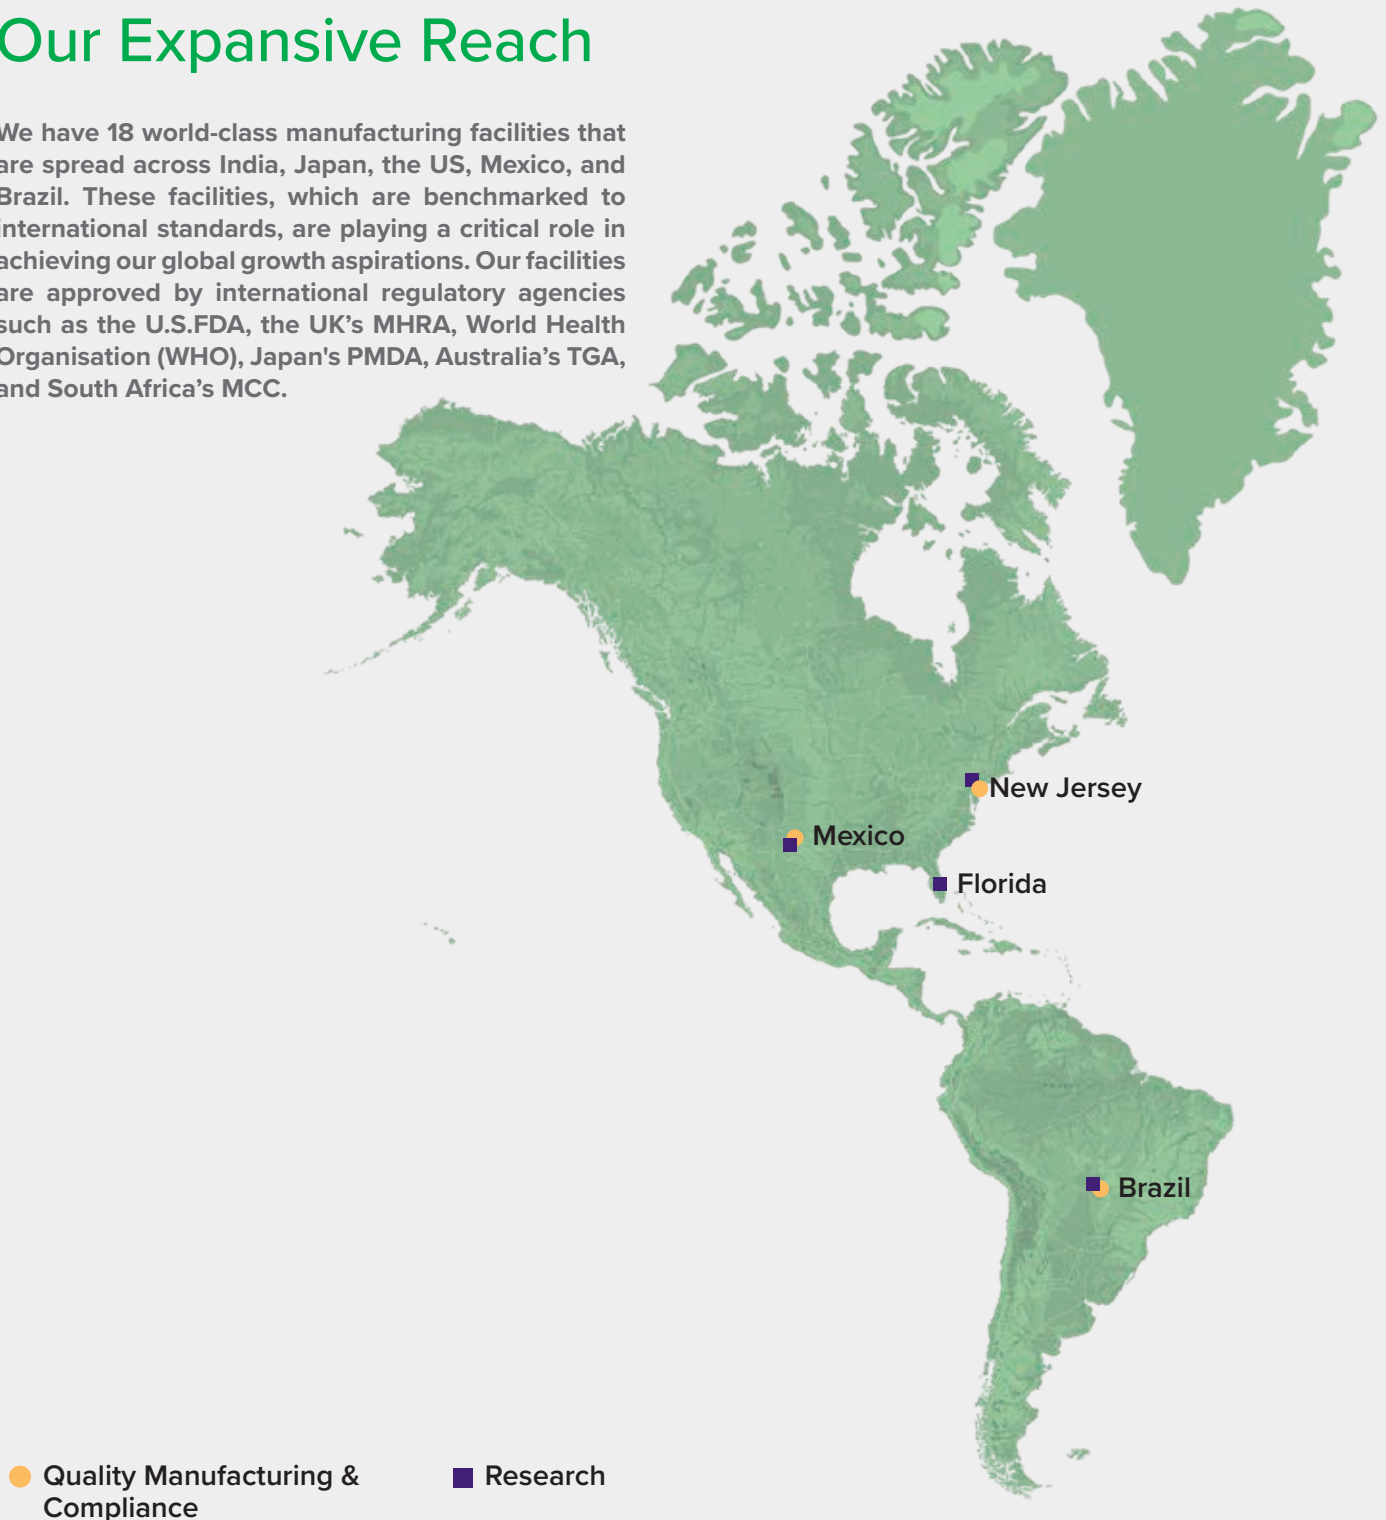 Our Expansive Reach
We have 18 world-class manufacturing facilities that
are spread across India, Japan, the US, Mexico, and
Brazil. These facilities, which are benchmarked to
international standards, are playing a critical role in
achieving our global growth aspirations. Our facilities
are approved by international regulatory agencies
such as the U.S.FDA, the UK’s MHRA, World Health
Organisation (WHO), Japan's PMDA, Australia’s TGA,
and South Africa’s MCC.
New Jersey
Mexico
Florida
Brazil
Quality Manufacturing &
Compliance
Research